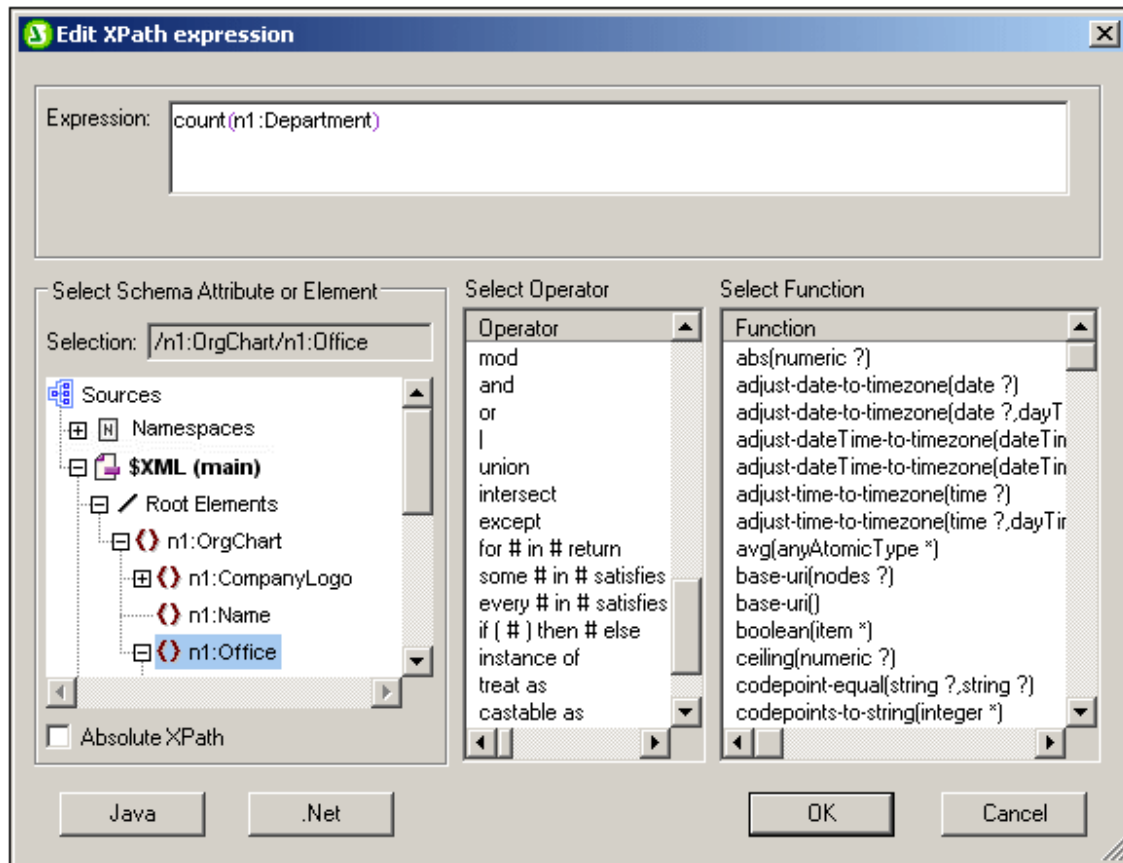 Edit XPath expression
Expression:
count(n1:Department)
Select Schema Attribute or Element
Selection: /n1:OrgChart/n1:Office
Sources
Namespaces
$XML (main)
Root Elements
n1:OrgChart
n1:CompanyLogo
n1:Name
n1:Office
Absolute XPath
Select Operator
Operator
mod
and
or
|
union
intersect
except
for # in # return
some # in # satisfies
every # in # satisfies
if ( # ) then # else
instance of
treat as
castable as
Select Function
Function
abs(numeric ?)
adjust-date-to-timezone(date ?)
adjust-date-to-timezone(date ?,dayT
adjust-dateTime-to-timezone(dateTin
adjust-dateTime-to-timezone(dateTin
adjust-time-to-timezone(time ?)
adjust-time-to-timezone(time ?,dayTir
avg(anyAtomicType *)
base-uri(nodes ?)
base-uri()
boolean(item *)
ceiling(numeric ?)
codepoint-equal(string ?,string ?)
codepoints-to-string(integer *)
Java
.Net
OK
Cancel